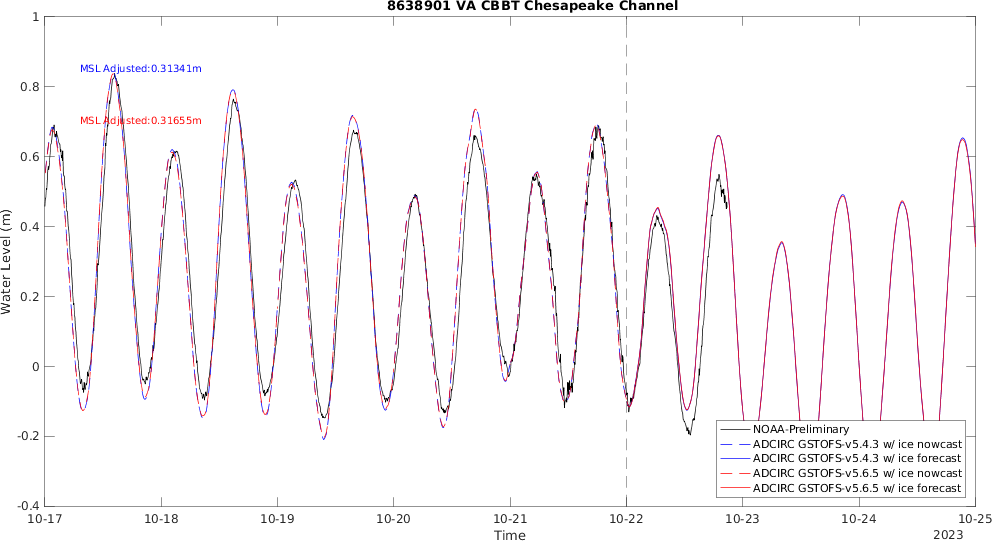 8638901 VA CBBT Chesapeake Channel
1
0.8
0.6
0.4
0.2
0
-0.2
-0.4
Water Level (m)
MSL Adjusted:0.31341m
MSL Adjusted:0.31655m
NOAA-Preliminary
ADCIRC GSTOFS-v5.4.3 w/ ice nowcast
ADCIRC GSTOFS-v5.4.3 w/ ice forecast
ADCIRC GSTOFS-v5.6.5 w/ ice nowcast
ADCIRC GSTOFS-v5.6.5 w/ ice forecast
10-17 10-18 10-19 10-20 10-21 10-22 10-23 10-24 10-25
Time
2023